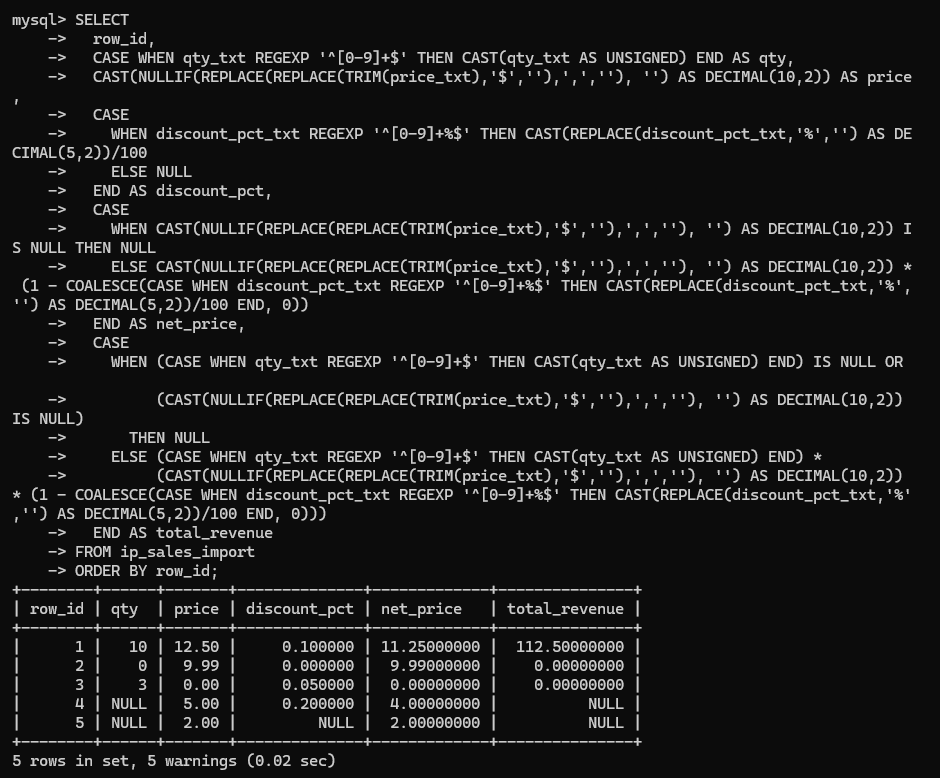 mysql> SELECT
    ->   row_id,
    ->   CASE WHEN qty_txt REGEXP '^[0-9]+$' THEN CAST(qty_txt AS UNSIGNED) END AS qty,
    ->   CAST(NULLIF(REPLACE(REPLACE(TRIM(price_txt),'$',''),',',''), '') AS DECIMAL(10,2)) AS price
,
    ->   CASE
    ->     WHEN discount_pct_txt REGEXP '^[0-9]+%$' THEN CAST(REPLACE(discount_pct_txt,'%','') AS DE
CIMAL(5,2))/100
    ->     ELSE NULL
    ->   END AS discount_pct,
    ->   CASE
    ->     WHEN CAST(NULLIF(REPLACE(REPLACE(TRIM(price_txt),'$',''),',',''), '') AS DECIMAL(10,2)) I
S NULL THEN NULL
    ->     ELSE CAST(NULLIF(REPLACE(REPLACE(TRIM(price_txt),'$',''),',',''), '') AS DECIMAL(10,2)) *
 (1 - COALESCE(CASE WHEN discount_pct_txt REGEXP '^[0-9]+%$' THEN CAST(REPLACE(discount_pct_txt,'%',
'') AS DECIMAL(5,2))/100 END, 0))
    ->   END AS net_price,
    ->   CASE
    ->     WHEN (CASE WHEN qty_txt REGEXP '^[0-9]+$' THEN CAST(qty_txt AS UNSIGNED) END) IS NULL OR
    ->          (CAST(NULLIF(REPLACE(REPLACE(TRIM(price_txt),'$',''),',',''), '') AS DECIMAL(10,2))
IS NULL)
    ->       THEN NULL
    ->     ELSE (CASE WHEN qty_txt REGEXP '^[0-9]+$' THEN CAST(qty_txt AS UNSIGNED) END) *
    ->          (CAST(NULLIF(REPLACE(REPLACE(TRIM(price_txt),'$',''),',',''), '') AS DECIMAL(10,2))
* (1 - COALESCE(CASE WHEN discount_pct_txt REGEXP '^[0-9]+%$' THEN CAST(REPLACE(discount_pct_txt,'%'
,'') AS DECIMAL(5,2))/100 END, 0)))
    ->   END AS total_revenue
    -> FROM ip_sales_import
    -> ORDER BY row_id;
+--------+------+-------+--------------+-------------+---------------+
| row_id | qty  | price | discount_pct | net_price   | total_revenue |
+--------+------+-------+--------------+-------------+---------------+
|      1 |   10 | 12.50 |     0.100000 | 11.25000000 |  112.50000000 |
|      2 |    0 |  9.99 |     0.000000 |  9.99000000 |    0.00000000 |
|      3 |    3 |  0.00 |     0.050000 |  0.00000000 |    0.00000000 |
|      4 | NULL |  5.00 |     0.200000 |  4.00000000 |          NULL |
|      5 | NULL |  2.00 |         NULL |  2.00000000 |          NULL |
+--------+------+-------+--------------+-------------+---------------+
5 rows in set, 5 warnings (0.02 sec)